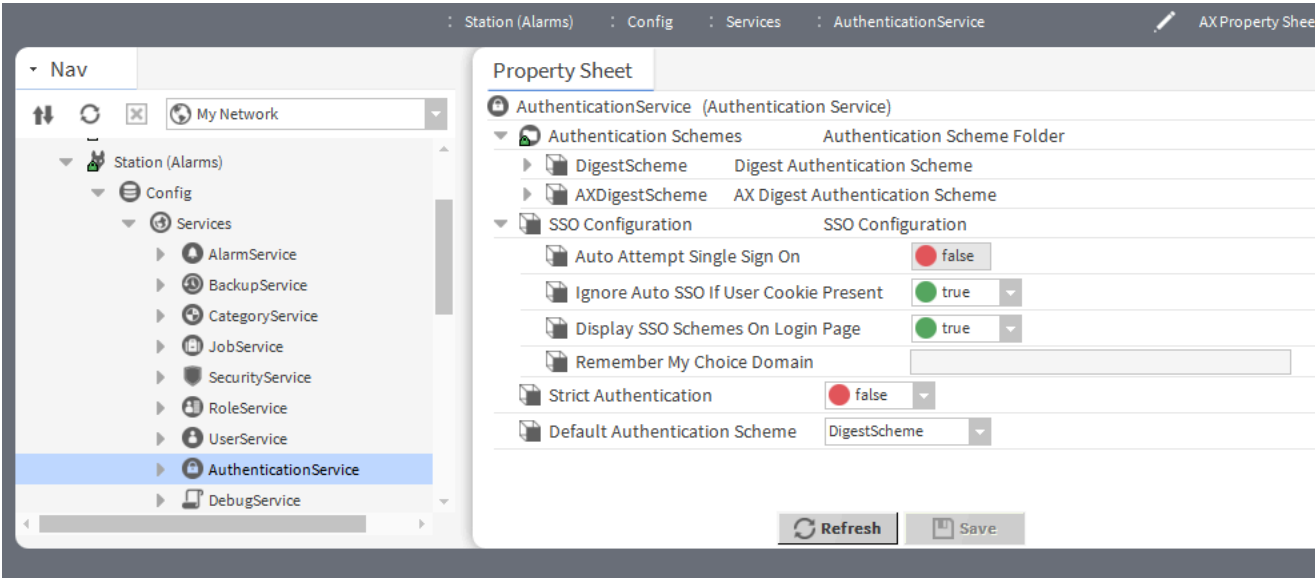 : Station (Alarms) : Config : Services : AuthenticationService AX Property Shee
Nav
My Network
Station (Alarms)
Config
Services
AlarmService
BackupService
CategoryService
JobService
SecurityService
RoleService
UserService
AuthenticationService
DebugService
Property Sheet
AuthenticationService (Authentication Service)
Authentication Schemes Authentication Scheme Folder
DigestScheme Digest Authentication Scheme
AXDigestScheme AX Digest Authentication Scheme
SSO Configuration SSO Configuration
Auto Attempt Single Sign On false
Ignore Auto SSO If User Cookie Present true
Display SSO Schemes On Login Page true
Remember My Choice Domain
Strict Authentication false
Default Authentication Scheme DigestScheme
Refresh Save